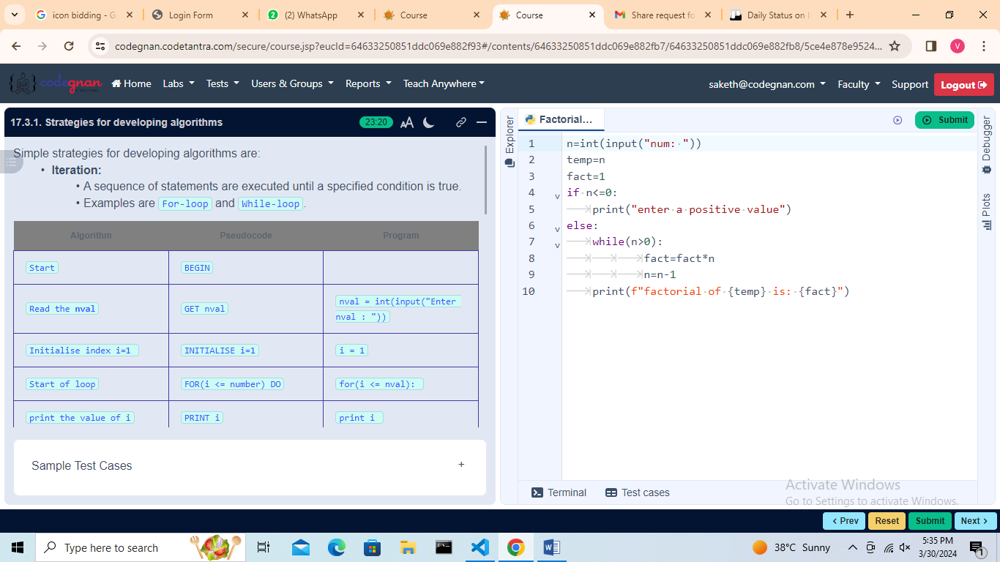 icon bidding - G
Login Form
(2) WhatsApp
Course
Course
Share request fo
Daily Status on
codegnan.codetantra.com/secure/course.jsp?eucId=64633250851ddc069e882f93#/contents/64633250851ddc069e882fb7/64633250851ddc069e882fb8/5ce4e878e9524...
V
codegnan
Home Labs Tests Users & Groups Reports Teach Anywhere
saketh@codegnan.com Faculty Support Logout
17.3.1. Strategies for developing algorithms
23:20 AA
Simple strategies for developing algorithms are:
• Iteration:
• A sequence of statements are executed until a specified condition is true.
• Examples are For-loop and While-loop.
Algorithm Pseudocode Program
Start BEGIN
Read the nval GET nval nval = int(input("Enter
nval : "))
Initialise index i=1 INITIALISE i=1 i = 1
Start of loop FOR(i <= number) DO for(i <= nval):
print the value of i PRINT i print i
Sample Test Cases +
Explorer
Factorial...
Submit
Debugger
Plots
1 n=int(input("num: "))
2 temp=n
3 fact=1
4 if n<=0:
5 print("enter a positive value")
6 else:
7 while(n>0):
8 fact=fact*n
9 n=n-1
10 print(f"factorial of {temp} is: {fact}")
Terminal Test cases
Activate Windows
Go to Settings to activate Windows.
< Prev Reset Submit Next >
Type here to search
38°C Sunny
5:35 PM
3/30/2024
1